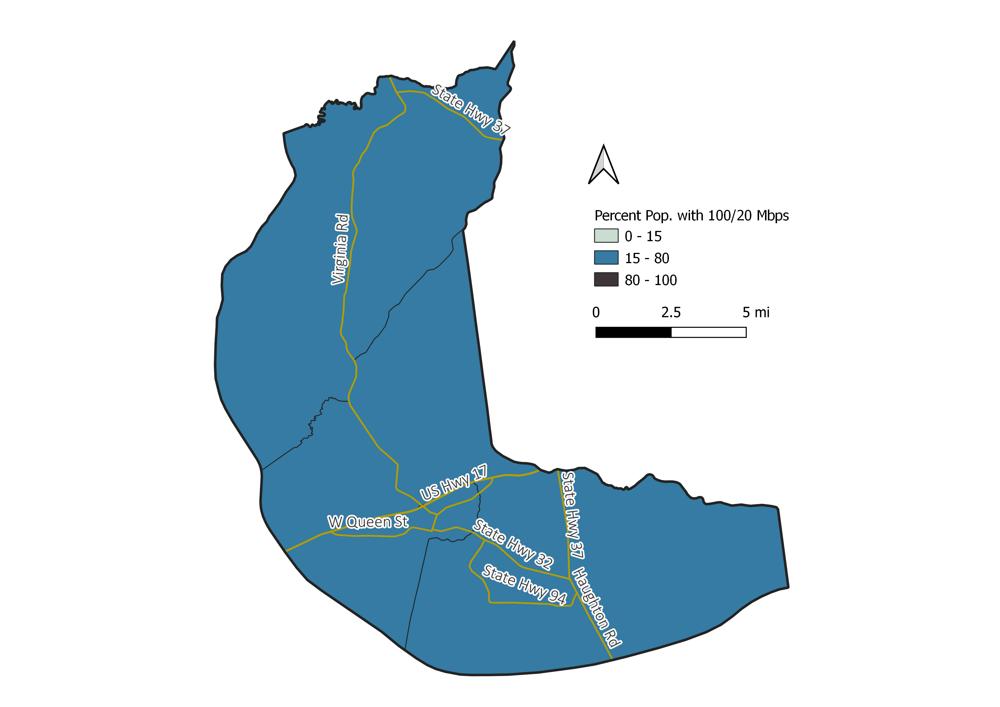 State Hwy 37
Virginia Rd
Percent Pop. with 100/20 Mbps
0 - 15
15 - 80
80 - 100
0 2.5 5 mi
US Hwy 17
W Queen St
State Hwy 37
State Hwy 32
State Hwy 94
Haughton Rd